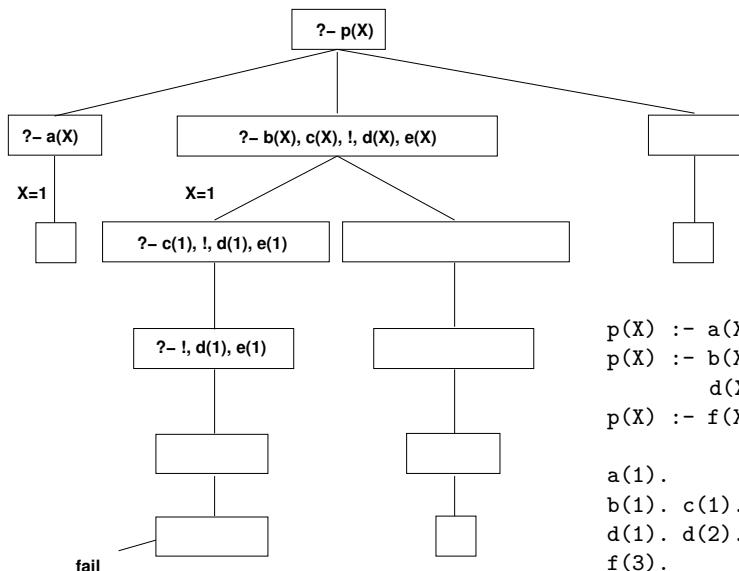 ?– p(X)
?– a(X)
?– b(X), c(X), !, d(X), e(X)
X=1
X=1
?– c(1), !, d(1), e(1)
?– !, d(1), e(1)
fail
p(X) :- a(X
p(X) :- b(X
d(X
p(X) :- f(X
a(1).
b(1). c(1).
d(1). d(2).
f(3).